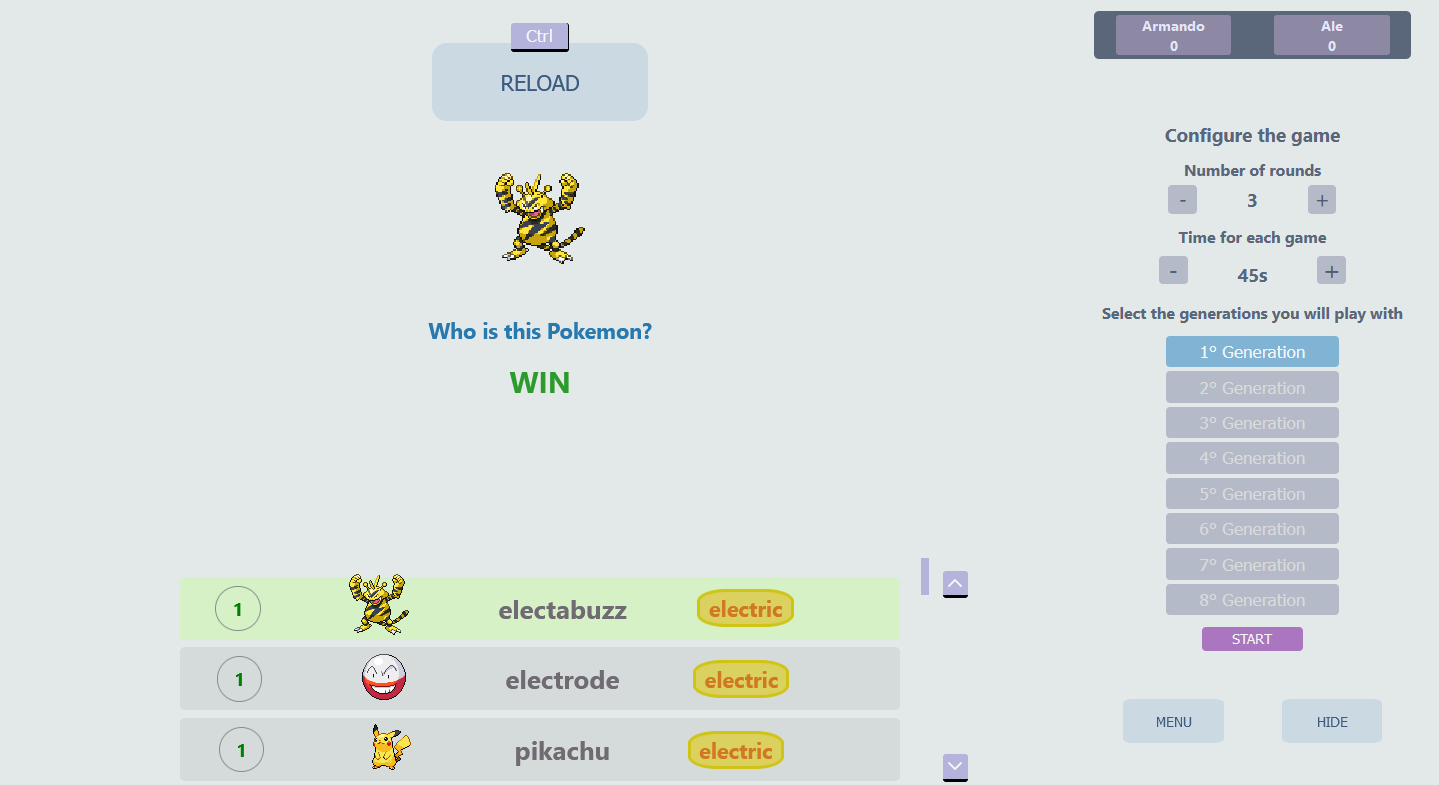 Ctrl
RELOAD
Who is this Pokemon?
WIN
1 electabuzz electric
1 electrode electric
1 pikachu electric
Armando Ale
0 0
Configure the game
Number of rounds
- 3 +
Time for each game
- 45s +
Select the generations you will play with
1° Generation
2° Generation
3° Generation
4° Generation
5° Generation
6° Generation
7° Generation
8° Generation
START
MENU HIDE